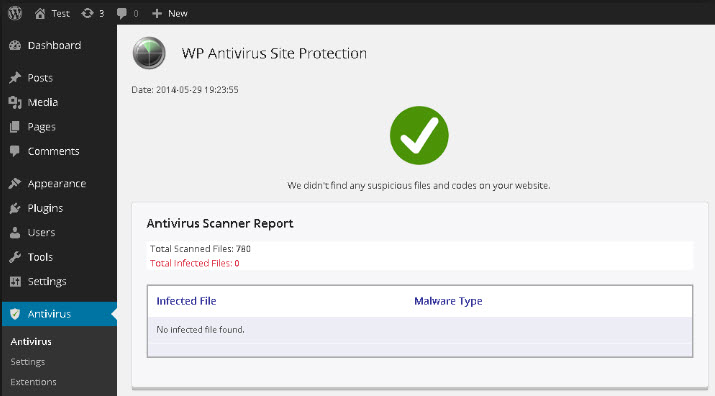 Test 3 0 New
Dashboard
Posts
Media
Pages
Comments
Appearance
Plugins
Users
Tools
Settings
Antivirus
Antivirus
Settings
Extentions
WP Antivirus Site Protection
Date: 2014-05-29 19:23:55
We didn't find any suspicious files and codes on your website.
Antivirus Scanner Report
Total Scanned Files: 780
Total Infected Files: 0
Infected File Malware Type
No infected file found.